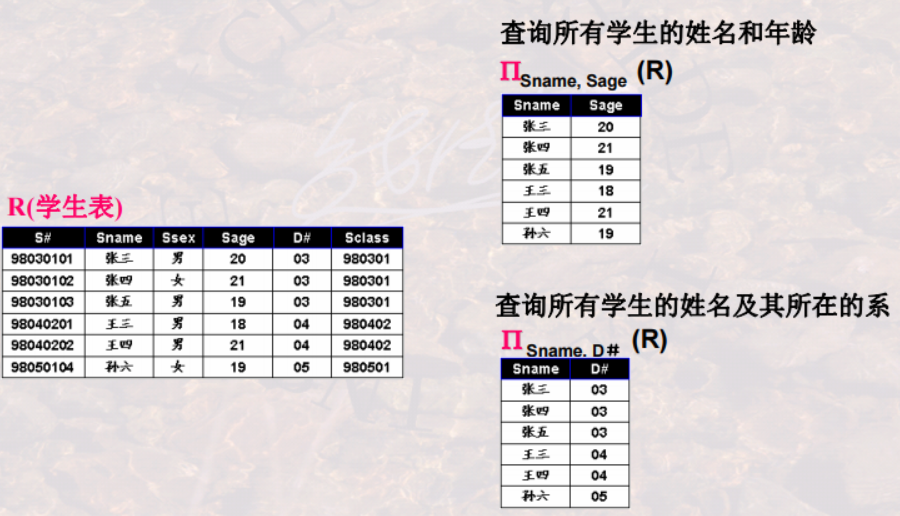 查询所有学生的姓名和年龄
Π Sname, Sage (R)
Sname Sage
张三 20
张四 21
张五 19
王三 18
王四 21
孙六 19
R(学生表)
S# Sname Ssex Sage D# Sclass
98030101 张三 男 20 03 980301
98030102 张四 女 21 03 980301
98030103 张五 男 19 03 980301
98040201 王三 男 18 04 980402
98040202 王四 男 21 04 980402
98050104 孙六 女 19 05 980501
查询所有学生的姓名及其所在的系
Π Sname. D# (R)
Sname D#
张三 03
张四 03
张五 03
王三 04
王四 04
孙六 05